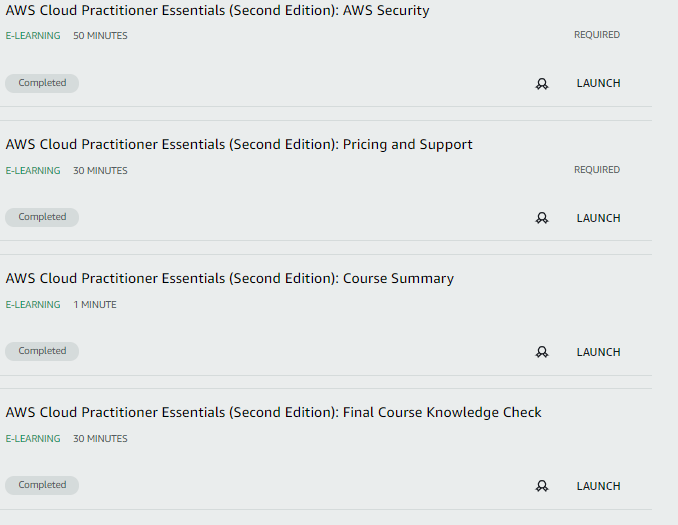 AWS Cloud Practitioner Essentials (Second Edition): AWS Security
E-LEARNING 50 MINUTES REQUIRED
Completed LAUNCH
AWS Cloud Practitioner Essentials (Second Edition): Pricing and Support
E-LEARNING 30 MINUTES REQUIRED
Completed LAUNCH
AWS Cloud Practitioner Essentials (Second Edition): Course Summary
E-LEARNING 1 MINUTE
Completed LAUNCH
AWS Cloud Practitioner Essentials (Second Edition): Final Course Knowledge Check
E-LEARNING 30 MINUTES
Completed LAUNCH